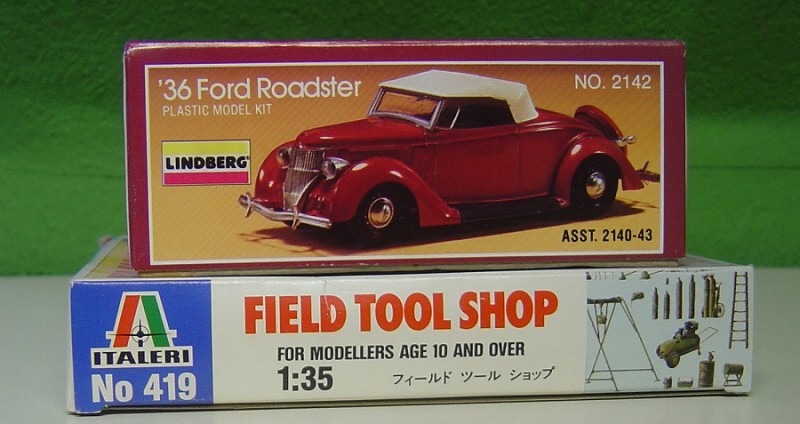 '36 Ford Roadster
NO. 2142
PLASTIC MODEL KIT
LINDBERG
ASST. 2140-43
ITALERI
No 419
FIELD TOOL SHOP
FOR MODELLERS AGE 10 AND OVER
1:35 フィールド ツール ショップ